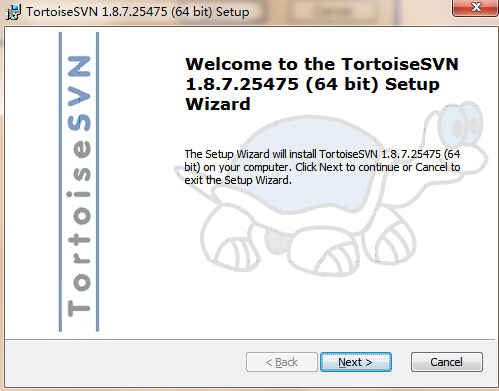 TortoiseSVN 1.8.7.25475 (64 bit) Setup
Welcome to the TortoiseSVN
1.8.7.25475 (64 bit) Setup
Wizard
The Setup Wizard will install TortoiseSVN 1.8.7.25475 (64
bit) on your computer. Click Next to continue or Cancel to
exit the Setup Wizard.
TortoiseSVN
< Back
Next >
Cancel